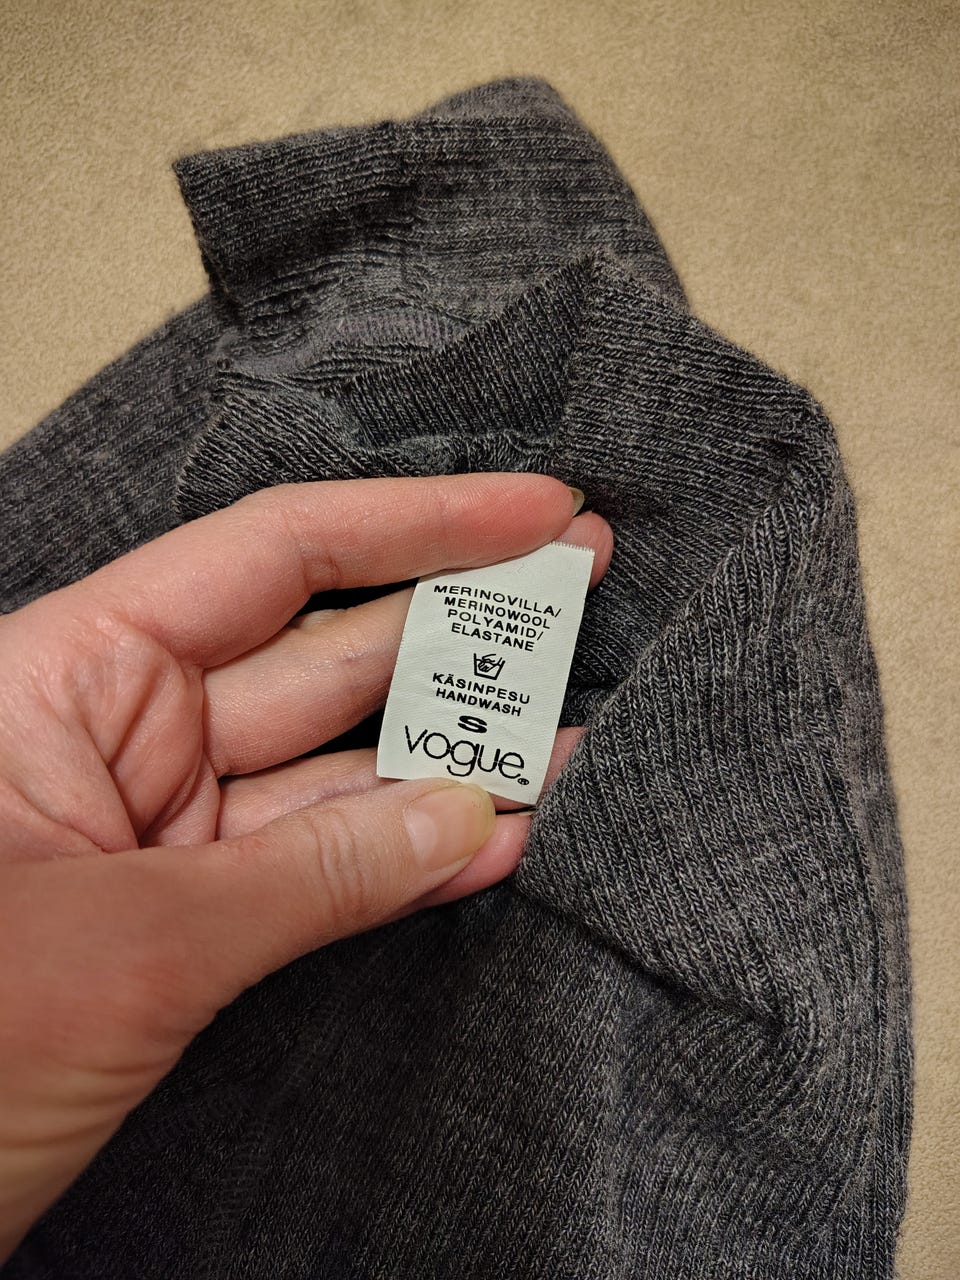 MERINOVILLA/
MERINOWOOL
POLYAMID/
ELASTANE
KÄSINPESU
HANDWASH
S
vogue®